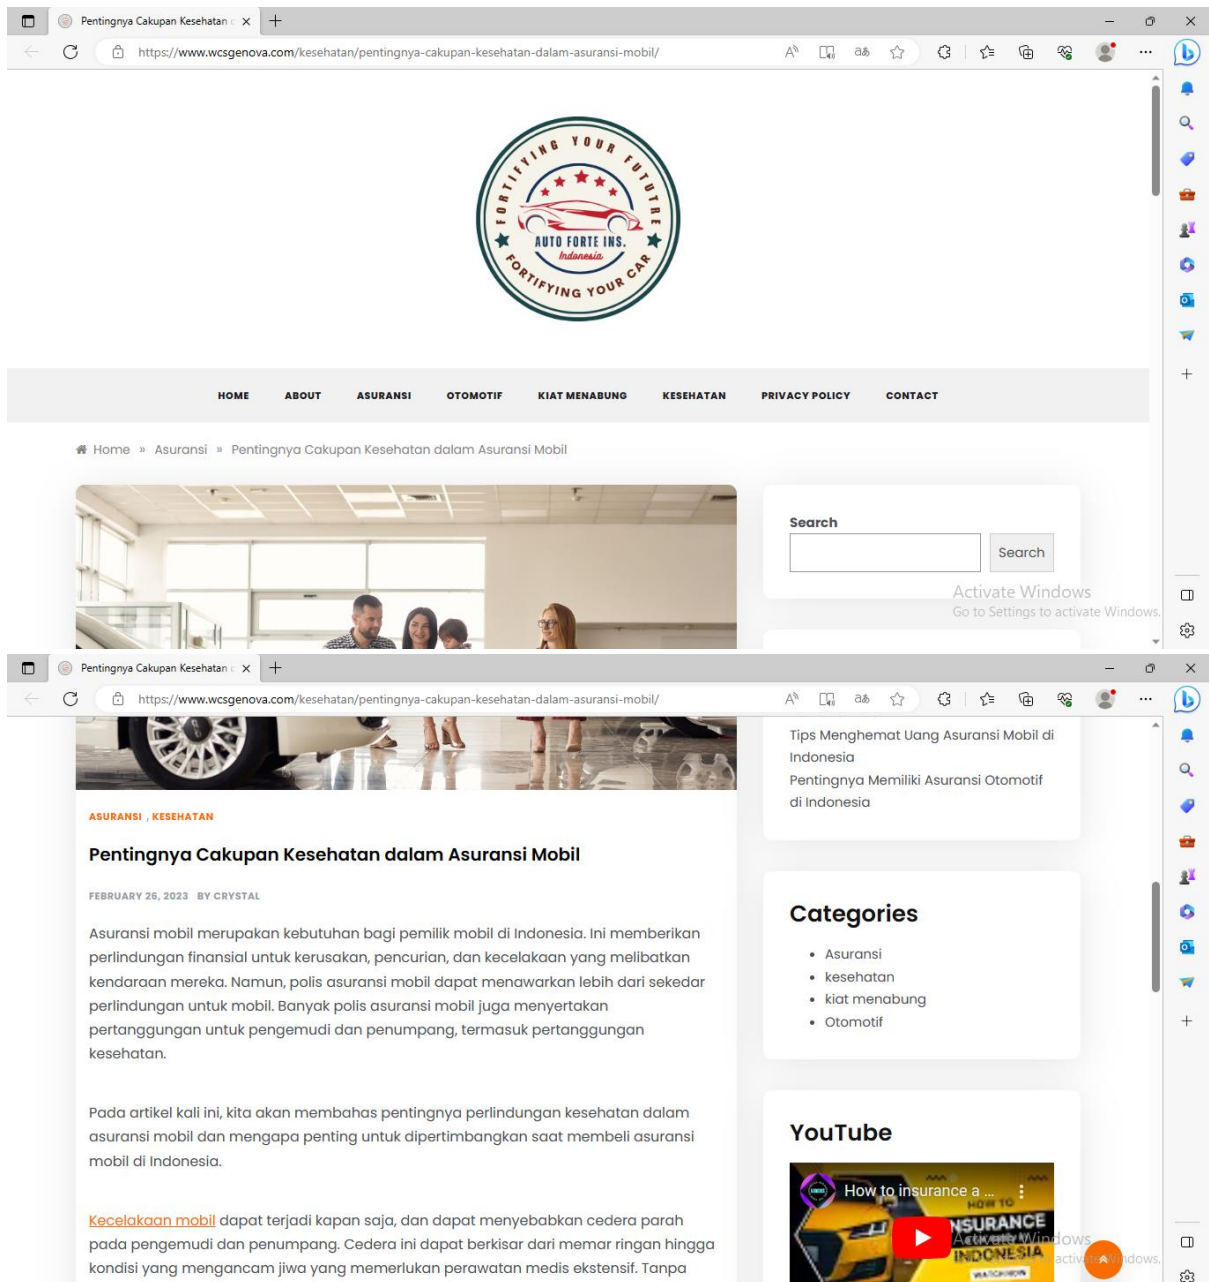 Pentingnya Cakupan Kesehatan
https://www.wcsgenova.com/kesehatan/pentingnya-cakupan-kesehatan-dalam-asuransi-mobil/
FORTIFYING YOUR FUTUTRE
AUTO FORTE INS.
Indonesia
FORTIFYING YOUR CAR
HOME ABOUT ASURANSI OTOMOTIF KIAT MENABUNG KESEHATAN PRIVACY POLICY CONTACT
Home » Asuransi » Pentingnya Cakupan Kesehatan dalam Asuransi Mobil
Search
Search
Activate Windows
Go to Settings to activate Windows.
Pentingnya Cakupan Kesehatan
https://www.wcsgenova.com/kesehatan/pentingnya-cakupan-kesehatan-dalam-asuransi-mobil/
ASURANSI , KESEHATAN
Pentingnya Cakupan Kesehatan dalam Asuransi Mobil
FEBRUARY 26, 2023 BY CRYSTAL
Asuransi mobil merupakan kebutuhan bagi pemilik mobil di Indonesia. Ini memberikan
perlindungan finansial untuk kerusakan, pencurian, dan kecelakaan yang melibatkan
kendaraan mereka. Namun, polis asuransi mobil dapat menawarkan lebih dari sekedar
perlindungan untuk mobil. Banyak polis asuransi mobil juga menyertakan
pertanggungan untuk pengemudi dan penumpang, termasuk pertanggungan
kesehatan.
Pada artikel kali ini, kita akan membahas pentingnya perlindungan kesehatan dalam
asuransi mobil dan mengapa penting untuk dipertimbangkan saat membeli asuransi
mobil di Indonesia.
Kecelakaan mobil dapat terjadi kapan saja, dan dapat menyebabkan cedera parah
pada pengemudi dan penumpang. Cedera ini dapat berkisar dari memar ringan hingga
kondisi yang mengancam jiwa yang memerlukan perawatan medis ekstensif. Tanpa
Tips Menghemat Uang Asuransi Mobil di
Indonesia
Pentingnya Memiliki Asuransi Otomotif
di Indonesia
Categories
Asuransi
kesehatan
kiat menabung
Otomotif
YouTube
How to insurance a ...
HOW TO
INSURANCE
INDONESIA
WATCH NOW
Activate Windows